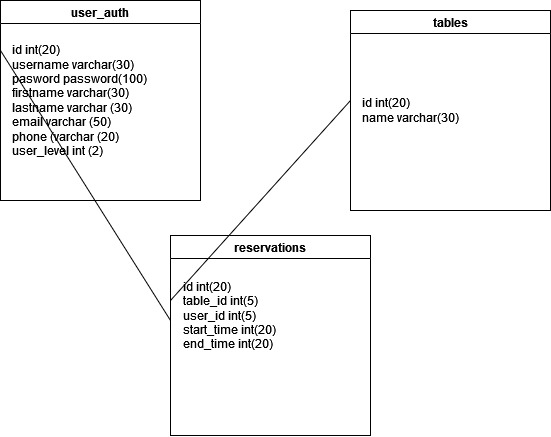 user_auth
id int(20)
username varchar(30)
pasword password(100)
firstname varchar(30)
lastname varchar (30)
email varchar (50)
phone (varchar (20)
user_level int (2)
tables
id int(20)
name varchar(30)
reservations
id int(20)
table_id int(5)
user_id int(5)
start_time int(20)
end_time int(20)